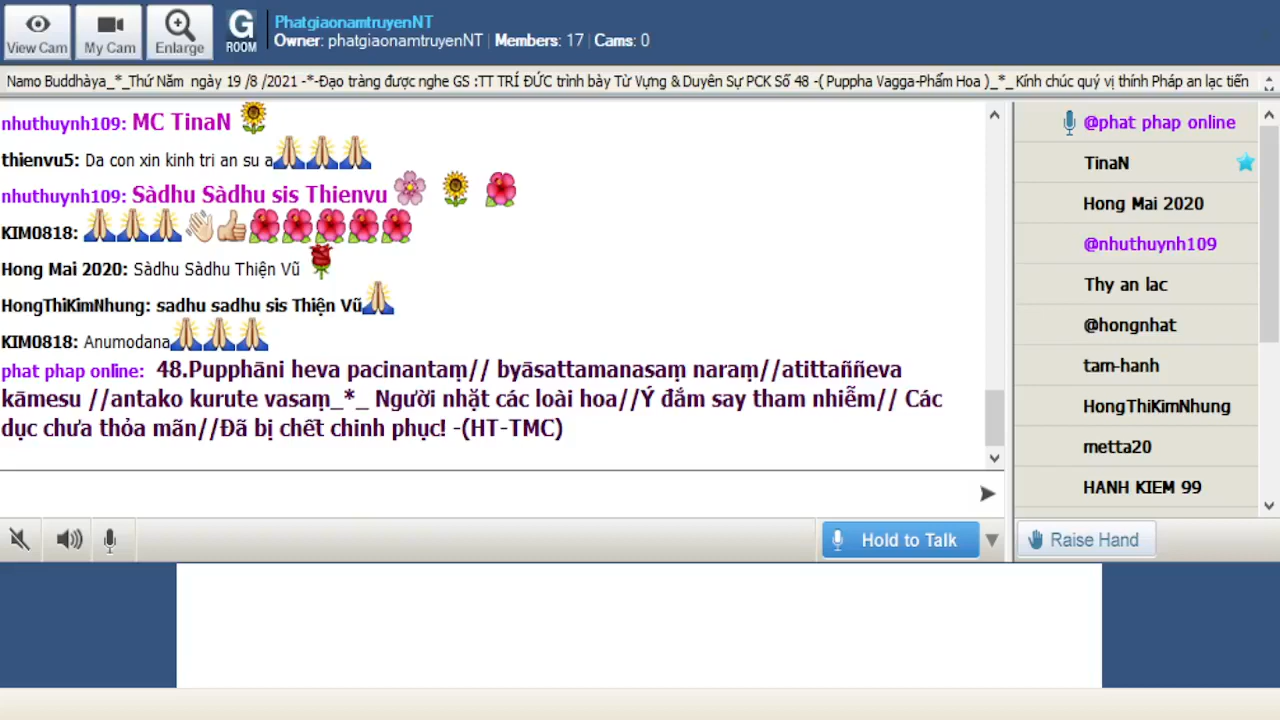 View Cam
My Cam
Enlarge
G
ROOM
PhatgiaonamtruyenNT
Owner: phatgiaonamtruyenNT | Members: 17 | Cams: 0
Namo Buddhàya_*_Thứ Năm ngày 19 /8 /2021 -*-Đạo tràng được nghe GS :TT TRÍ ĐỨC trình bày Từ Vựng & Duyên Sự PCK Số 48 -( Puppha Vagga-Phẩm Hoa )_*_Kính chúc quý vị thính Pháp an lạc tiến
nhuthuynh109: MC TinaN
thienvu5: Da con xin kinh tri an su a
nhuthuynh109: Sàdhu Sàdhu sis Thienvu
KIM0818:
Hong Mai 2020: Sàdhu Sàdhu Thiện Vũ
HongThiKimNhung: sadhu sadhu sis Thiện Vũ
KIM0818: Anumodana
phat phap online: 48.Pupphāni heva pacinantaṃ// byāsattamanasaṃ naraṃ//atittaññeva
kāmesu //antako kurute vasaṃ_*_ Người nhặt các loài hoa//Ý đắm say tham nhiễm// Các
dục chưa thỏa mãn//Đã bị chết chinh phục! -(HT-TMC)
Hold to Talk
@phat phap online
TinaN
Hong Mai 2020
@nhuthuynh109
Thy an lac
@hongnhat
tam-hanh
HongThiKimNhung
metta20
HANH KIEM 99
Raise Hand